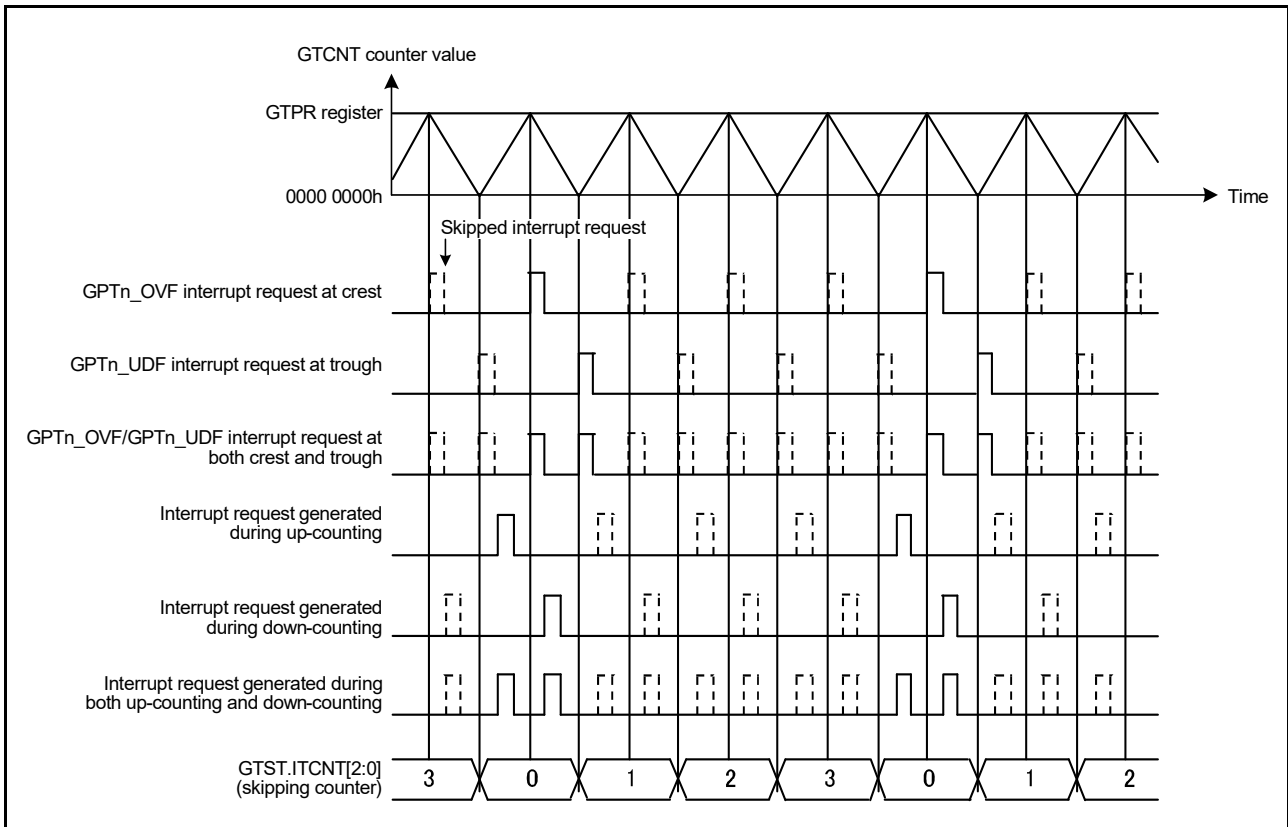 GTCNT counter value
GTPR register
0000 0000h
Time
Skipped interrupt request
GPTn_OVF interrupt request at crest
GPTn_UDF interrupt request at trough
GPTn_OVF/GPTn_UDF interrupt request at
both crest and trough
Interrupt request generated
during up-counting
Interrupt request generated
during down-counting
Interrupt request generated during
both up-counting and down-counting
GTST.ITCNT[2:0]
(skipping counter)
3 0 1 2 3 0 1 2